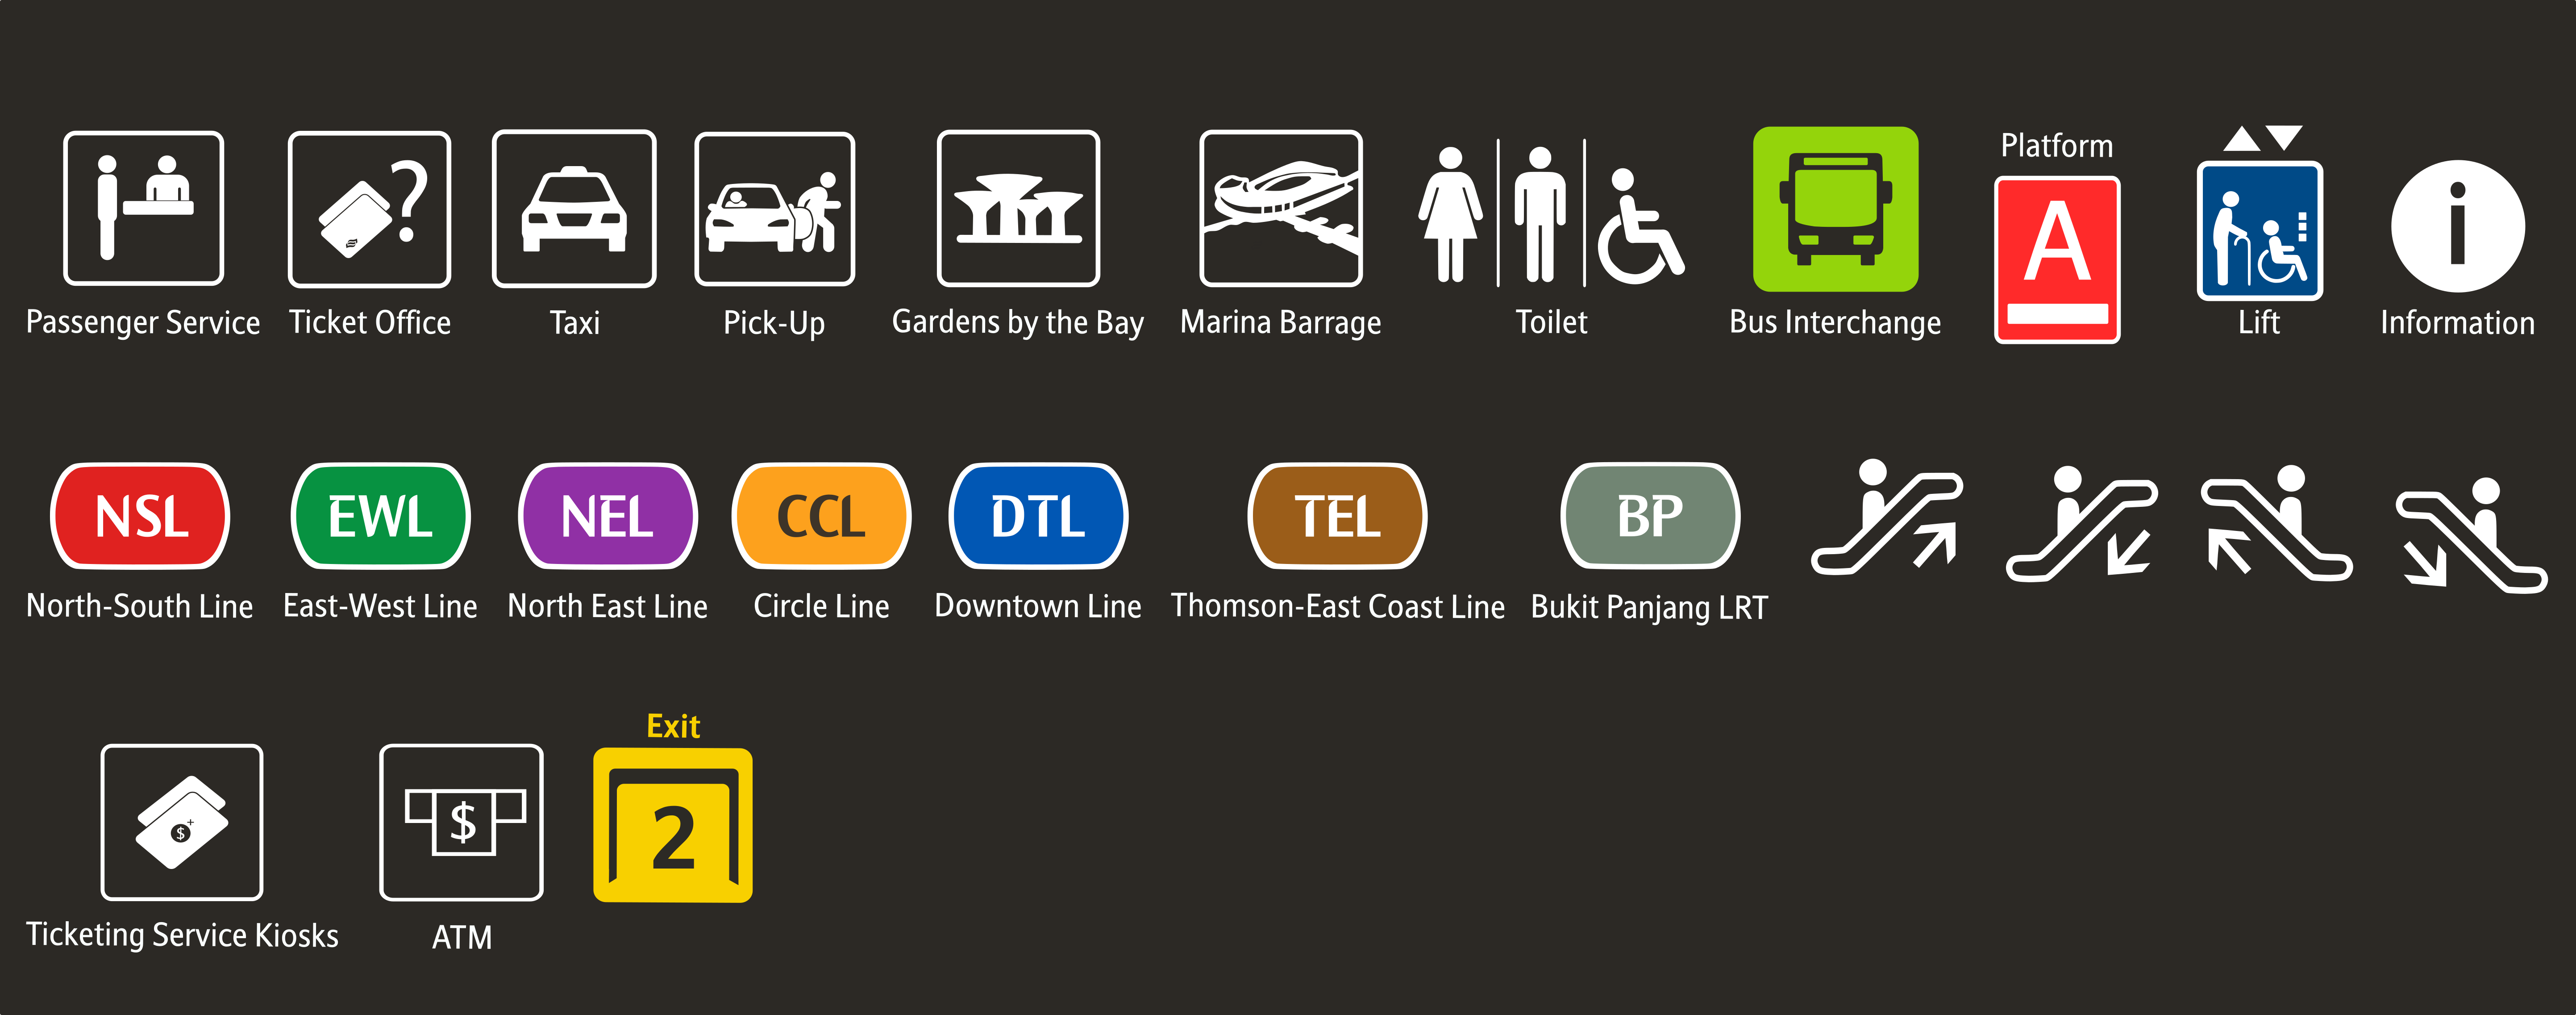 Platform
?
A
i
Passenger Service
Ticket Office
Taxi
Pick-Up
Gardens by the Bay
Marina Barrage
Toilet
Bus Interchange
Lift
Information
NSL
EWL
NEL
CCL
DTL
TEL
BP
North-South Line
East-West Line
North East Line
Circle Line
Downtown Line
Thomson-East Coast Line
Bukit Panjang LRT
Exit
$+
$
2
Ticketing Service Kiosks
ATM